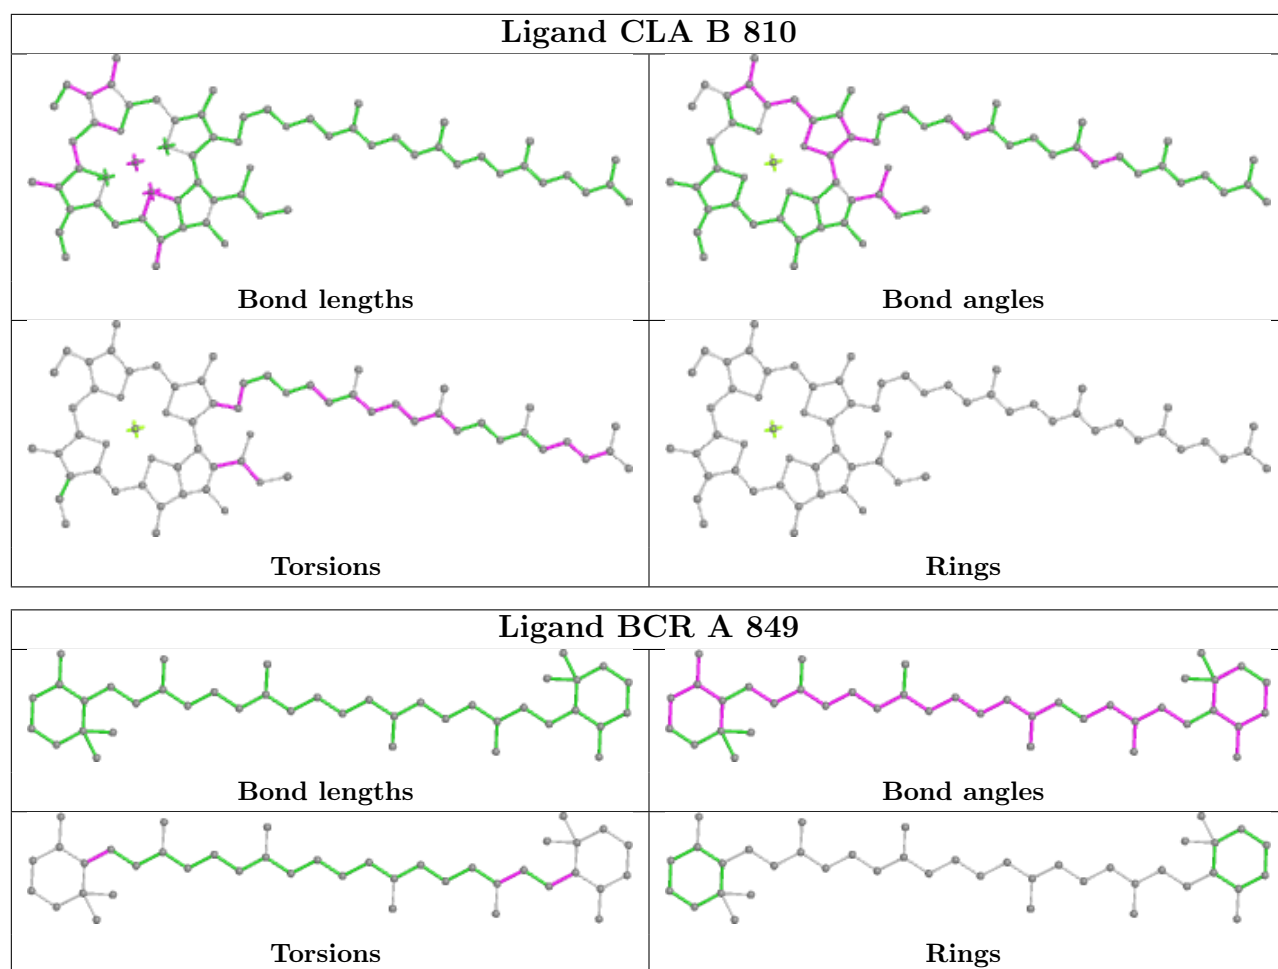 Ligand CLA B 810
Bond lengths
Bond angles
Torsions
Rings
Ligand BCR A 849
Bond lengths
Bond angles
Torsions
Rings